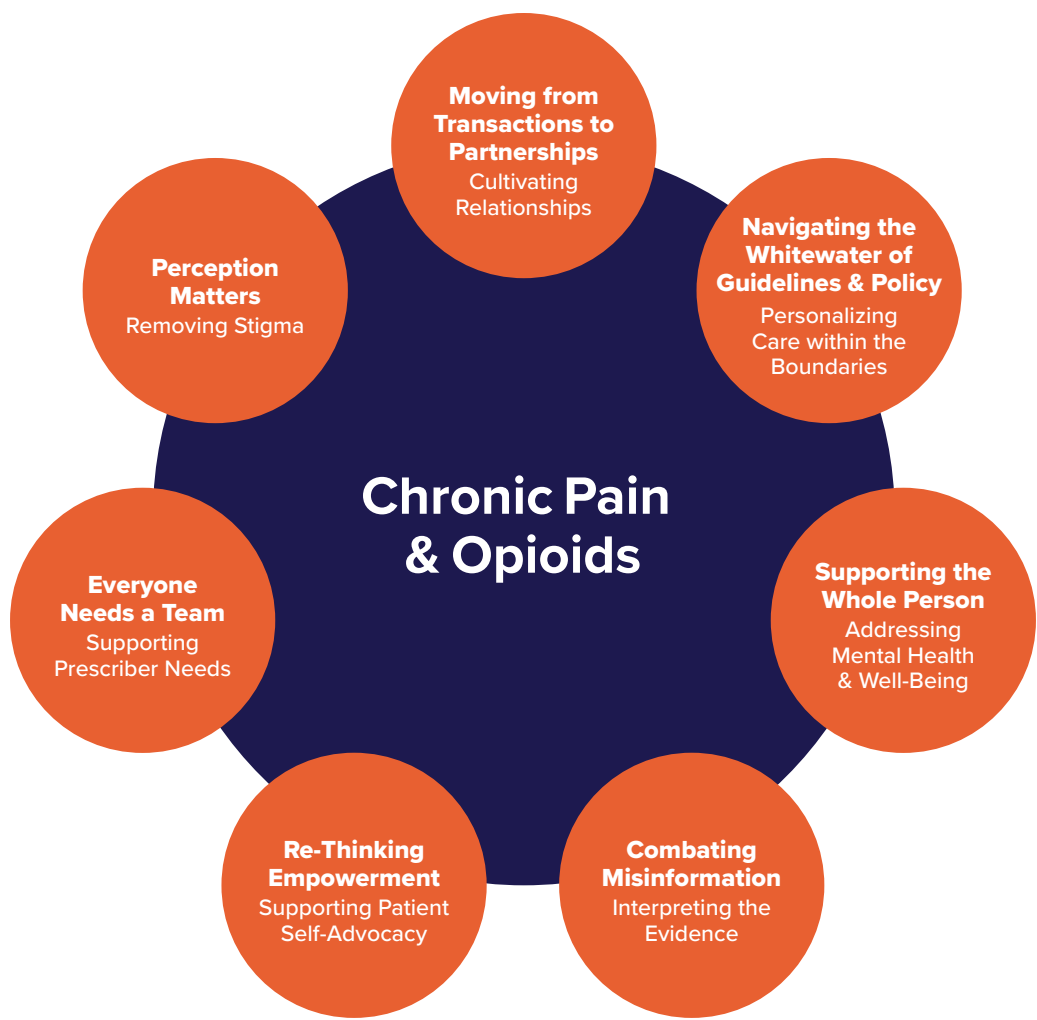 Moving from
Transactions to
Partnerships
Cultivating
Relationships
Navigating the
Whitewater of
Guidelines & Policy
Personalizing
Care within the
Boundaries
Perception
Matters
Removing Stigma
Chronic Pain
& Opioids
Supporting the
Whole Person
Addressing
Mental Health
& Well-Being
Everyone
Needs a Team
Supporting
Prescriber Needs
Re-Thinking
Empowerment
Supporting Patient
Self-Advocacy
Combating
Misinformation
Interpreting the
Evidence